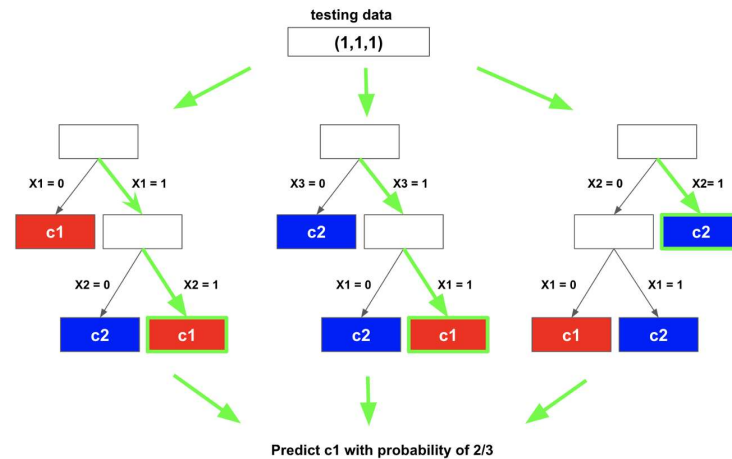 testing data
(1,1,1)
X1 = 0
X1 = 1
X3 = 0
X3 = 1
X2 = 0
X2= 1
c1
c2
c2
X2 = 0
X2 = 1
X1 = 0
X1 = 1
X1 = 0
X1 = 1
c2
c1
c2
c1
c1
c2
Predict c1 with probability of 2/3